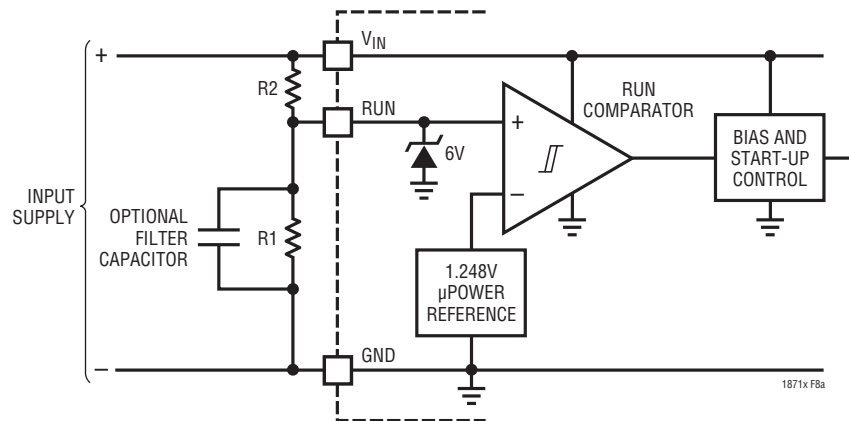 +
V_IN
R2
RUN
RUN
COMPARATOR
+
6V
BIAS AND
START-UP
CONTROL
INPUT
SUPPLY
OPTIONAL
FILTER
CAPACITOR
R1
–
1.248V
µPOWER
REFERENCE
GND
–
1871x F8a